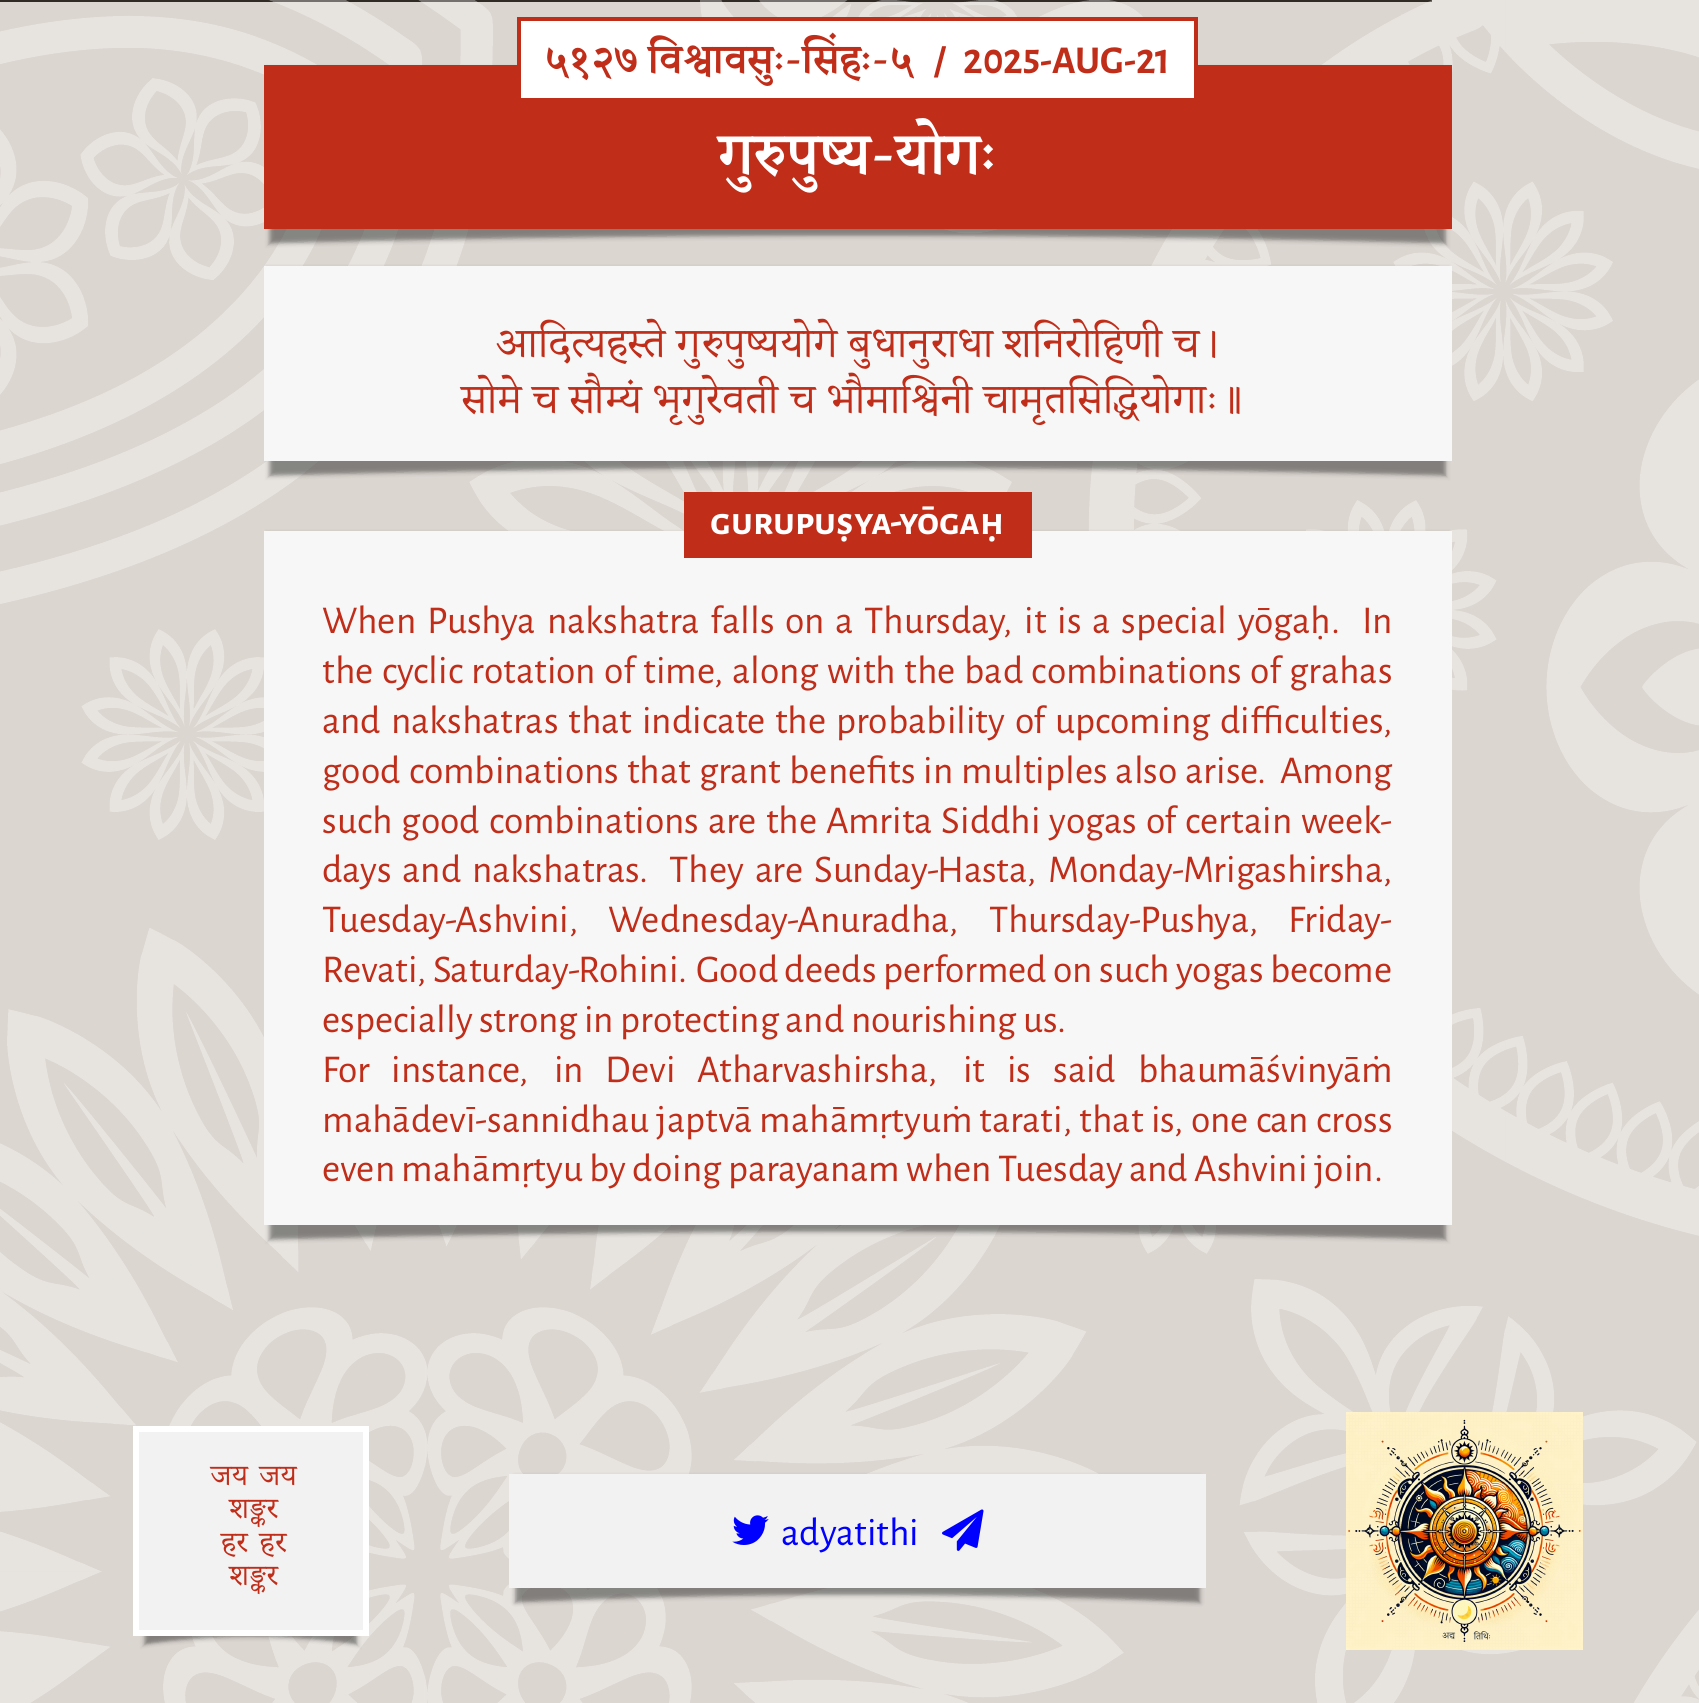 ५१२७ विश्वावसुः-सिंहः-५ / 2025-AUG-21
गुरुपुष्य-योगः
आदित्यहस्ते गुरुपुष्ययोगे बुधानुराधा शनिरोहिणी च।
सोमे च सौम्यं भृगुरेवती च भौमाश्विनी चामृतसिद्धियोगाः॥
GURUPUṢYA-YŌGAḤ
When Pushya nakshatra falls on a Thursday, it is a special yōgaḥ. In
the cyclic rotation of time, along with the bad combinations of grahas
and nakshatras that indicate the probability of upcoming difficulties,
good combinations that grant benefits in multiples also arise. Among
such good combinations are the Amrita Siddhi yogas of certain week-
days and nakshatras. They are Sunday-Hasta, Monday-Mrigashirsha,
Tuesday-Ashvini, Wednesday-Anuradha, Thursday-Pushya, Friday-
Revati, Saturday-Rohini. Good deeds performed on such yogas become
especially strong in protecting and nourishing us.
For instance, in Devi Atharvashirsha, it is said bhaumāśvinyāṁ
mahādevī-sannidhau japtvā mahāmṛtyuṁ tarati, that is, one can cross
even mahāmṛtyu by doing parayanam when Tuesday and Ashvini join.
जय जय
शङ्कर
हर हर
शङ्कर
adyatithi
अद्य तिथिः